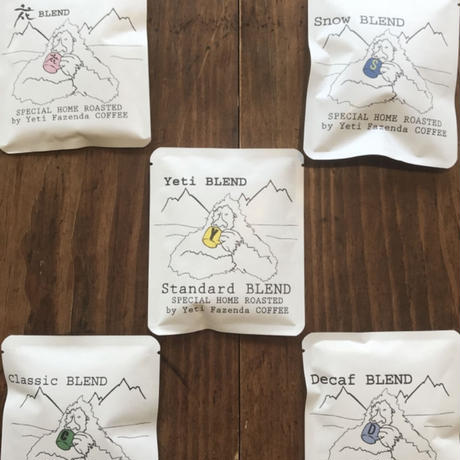 花 BLEND
SPECIAL HOME ROASTED
by Yeti Fazenda COFFEE
Snow BLEND
S
SPECIAL HOME ROASTED
by Yeti Fazenda COFFEE
Yeti BLEND
Y
Standard BLEND
SPECIAL HOME ROASTED
by Yeti Fazenda COFFEE
Classic BLEND
C
Decaf BLEND
D